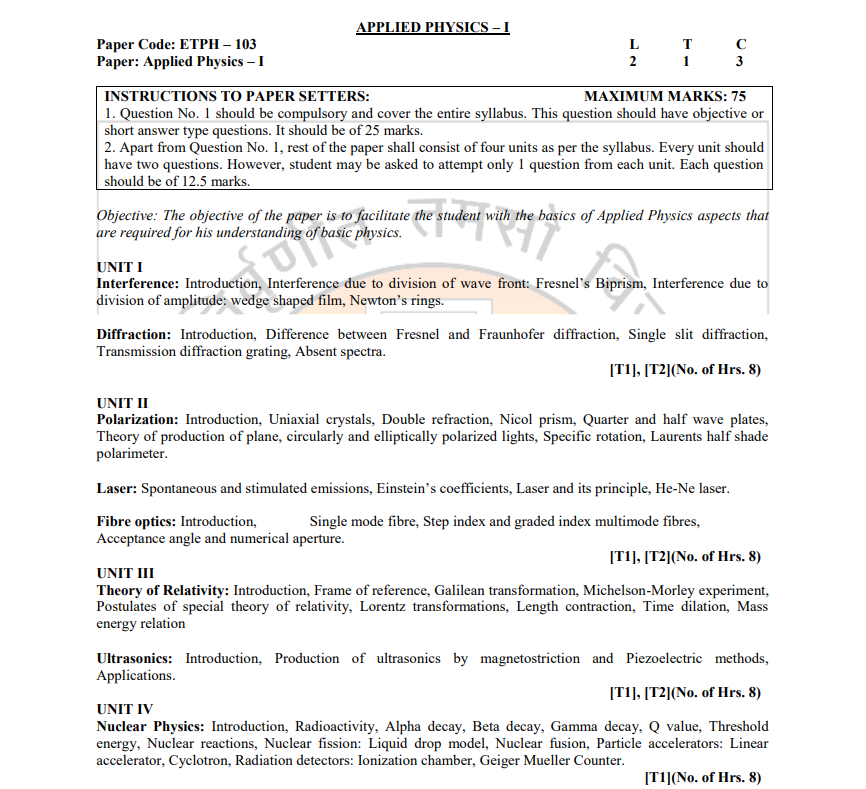 APPLIED PHYSICS – I
Paper Code: ETPH – 103 L T C
Paper: Applied Physics – I 2 1 3
INSTRUCTIONS TO PAPER SETTERS: MAXIMUM MARKS: 75
1. Question No. 1 should be compulsory and cover the entire syllabus. This question should have objective or
short answer type questions. It should be of 25 marks.
2. Apart from Question No. 1, rest of the paper shall consist of four units as per the syllabus. Every unit should
have two questions. However, student may be asked to attempt only 1 question from each unit. Each question
should be of 12.5 marks.
Objective: The objective of the paper is to facilitate the student with the basics of Applied Physics aspects that
are required for his understanding of basic physics.
तमसो
UNIT I
Interference: Introduction, Interference due to division of wave front: Fresnel’s Biprism, Interference due to
division of amplitude: wedge shaped film, Newton’s rings.
Diffraction: Introduction, Difference between Fresnel and Fraunhofer diffraction, Single slit diffraction,
Transmission diffraction grating, Absent spectra.
[T1], [T2](No. of Hrs. 8)
UNIT II
Polarization: Introduction, Uniaxial crystals, Double refraction, Nicol prism, Quarter and half wave plates,
Theory of production of plane, circularly and elliptically polarized lights, Specific rotation, Laurents half shade
polarimeter.
Laser: Spontaneous and stimulated emissions, Einstein’s coefficients, Laser and its principle, He-Ne laser.
Fibre optics: Introduction, Single mode fibre, Step index and graded index multimode fibres,
Acceptance angle and numerical aperture.
[T1], [T2](No. of Hrs. 8)
UNIT III
Theory of Relativity: Introduction, Frame of reference, Galilean transformation, Michelson-Morley experiment,
Postulates of special theory of relativity, Lorentz transformations, Length contraction, Time dilation, Mass
energy relation
Ultrasonics: Introduction, Production of ultrasonics by magnetostriction and Piezoelectric methods,
Applications.
[T1], [T2](No. of Hrs. 8)
UNIT IV
Nuclear Physics: Introduction, Radioactivity, Alpha decay, Beta decay, Gamma decay, Q value, Threshold
energy, Nuclear reactions, Nuclear fission: Liquid drop model, Nuclear fusion, Particle accelerators: Linear
accelerator, Cyclotron, Radiation detectors: Ionization chamber, Geiger Mueller Counter.
[T1](No. of Hrs. 8)